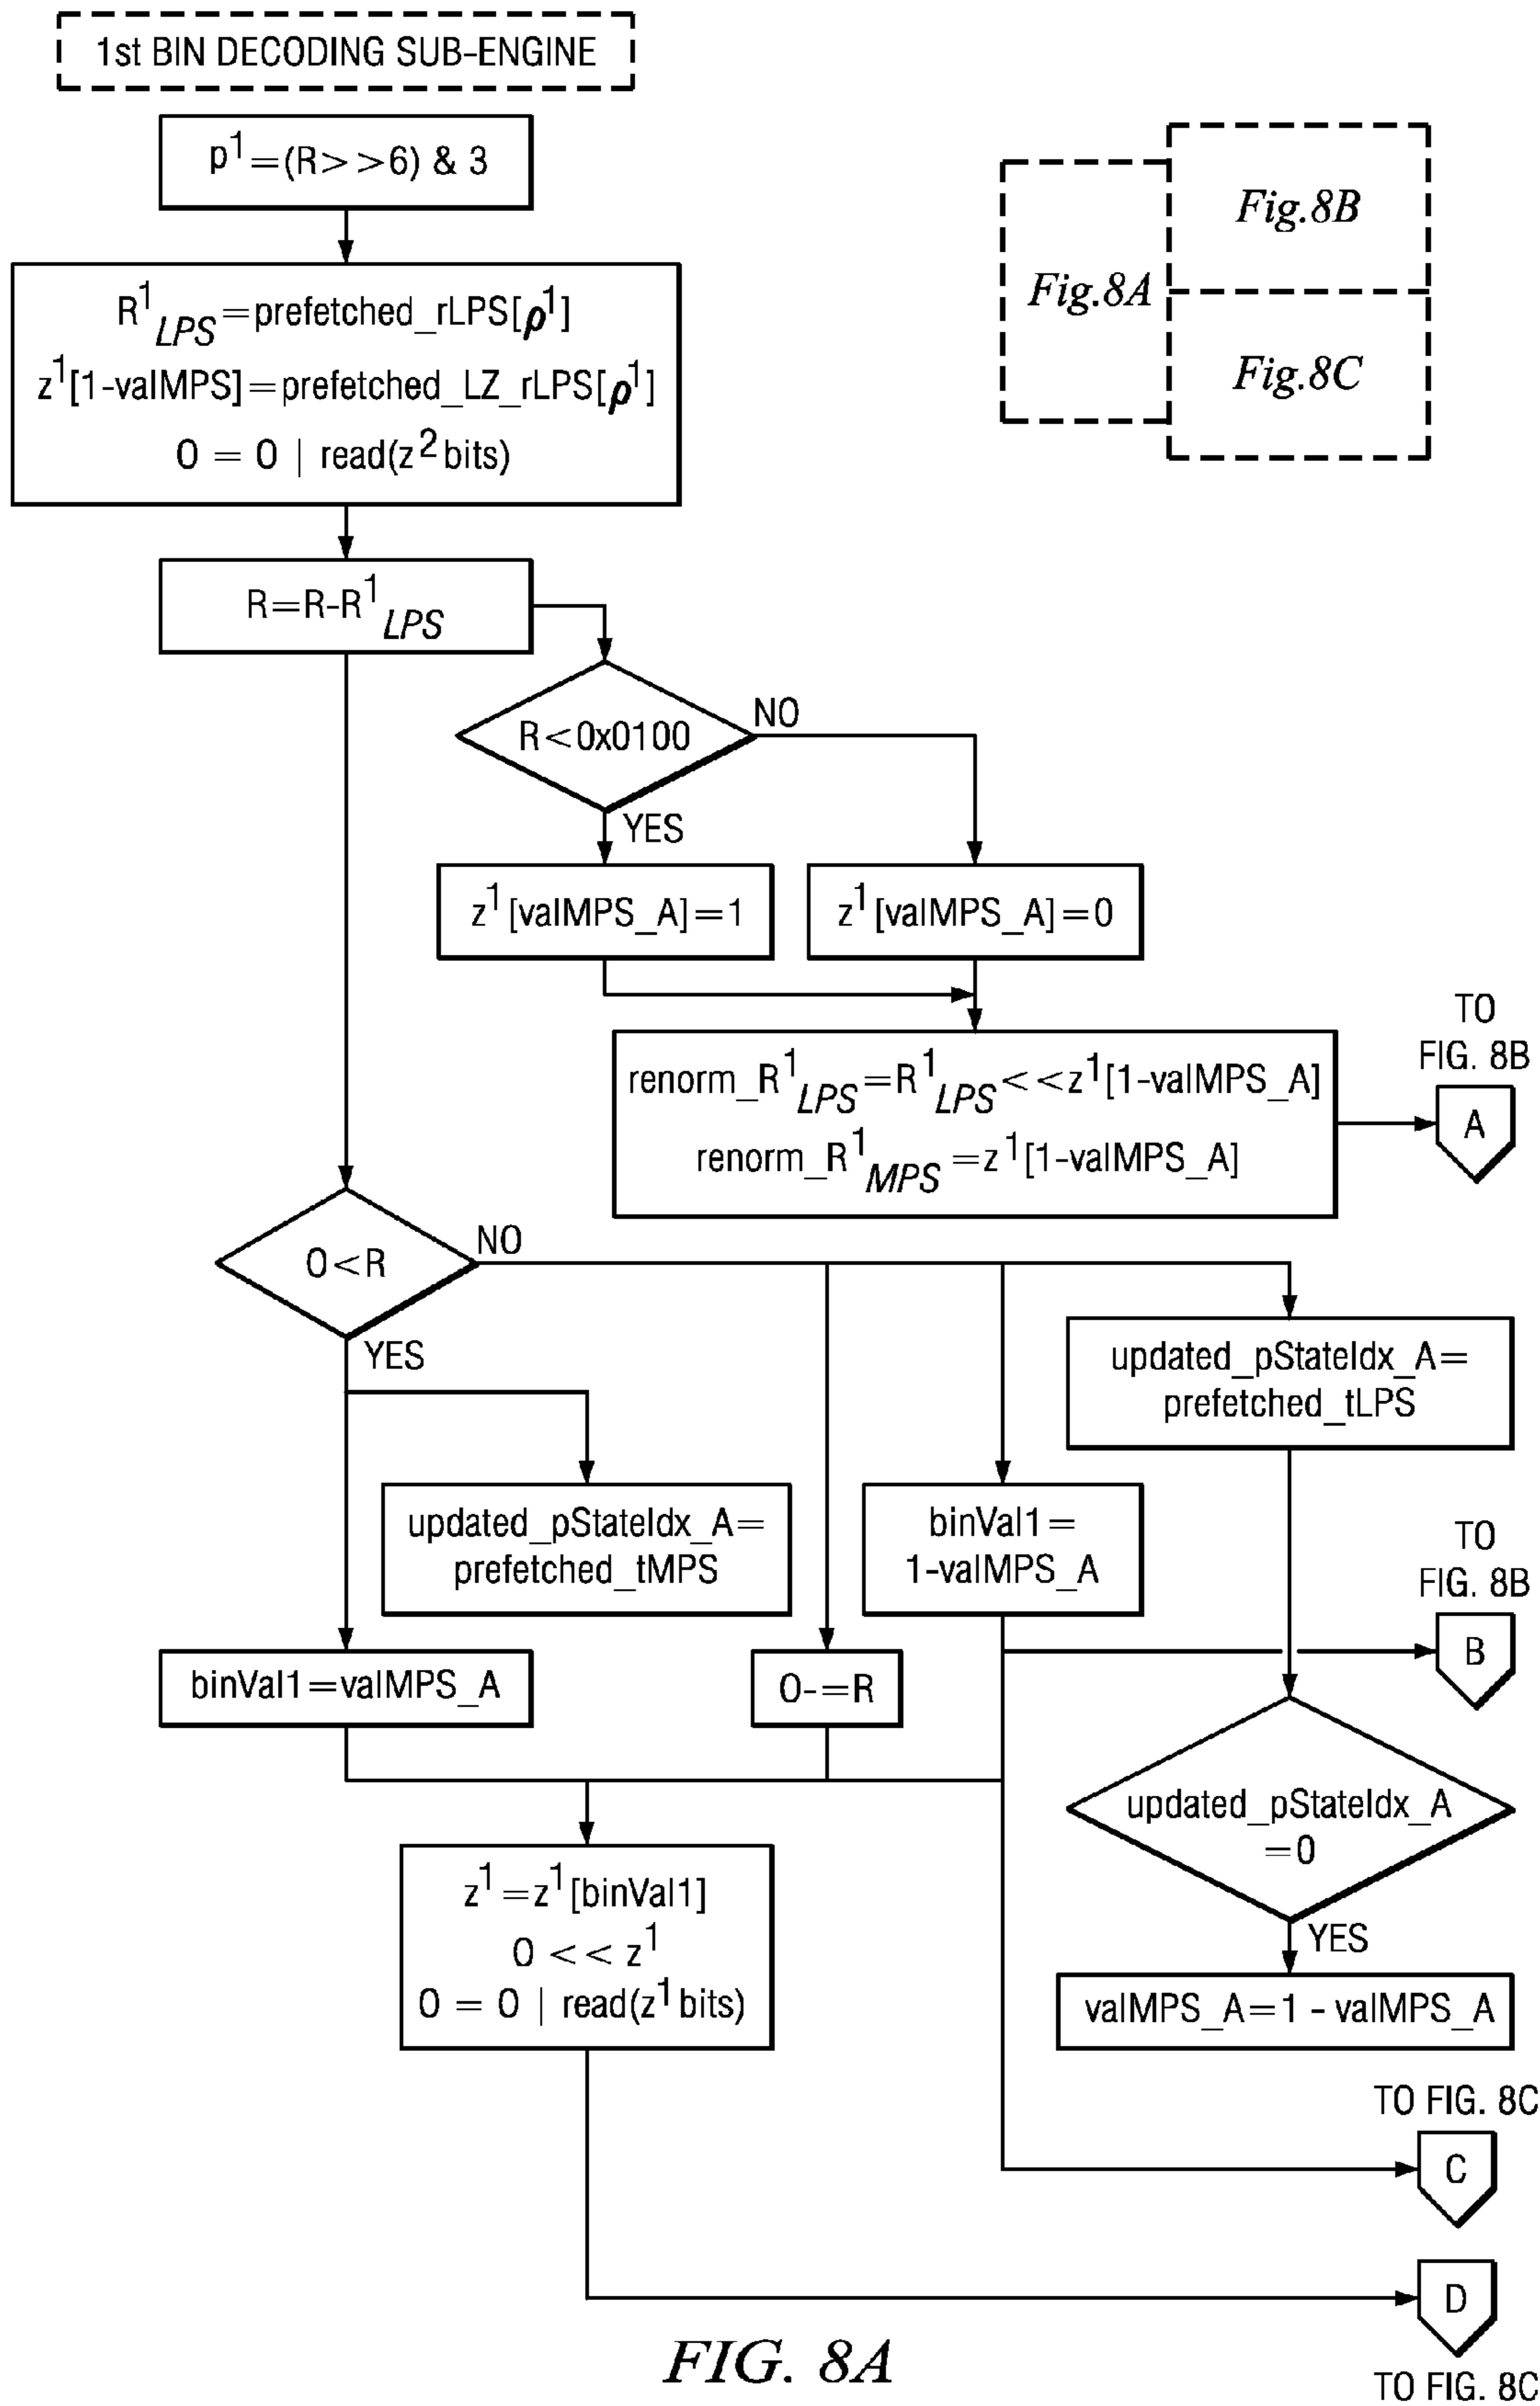 1st BIN DECODING SUB-ENGINE
p¹=(R>>6) & 3
R¹LPS=prefetched_rLPS[ρ¹]
z¹[1-valMPS]=prefetched_LZ_rLPS[ρ¹]
O = O | read(z² bits)
Fig.8A
Fig.8B
Fig.8C
R=R-R¹LPS
R<0x0100
NO
YES
z¹[valMPS_A]=1
z¹[valMPS_A]=0
renorm_R¹LPS=R¹LPS<<z¹[1-valMPS_A]
renorm_R¹MPS=z¹[1-valMPS_A]
TO
FIG. 8B
A
O<R
NO
YES
updated_pStateIdx_A=
prefetched_tLPS
updated_pStateIdx_A=
prefetched_tMPS
binVal1=
1-valMPS_A
TO
FIG. 8B
B
binVal1=valMPS_A
O-=R
updated_pStateIdx_A
=0
YES
z¹=z¹[binVal1]
O << z¹
O = O | read(z¹ bits)
valMPS_A=1 - valMPS_A
TO FIG. 8C
C
D
TO FIG. 8C
FIG. 8A